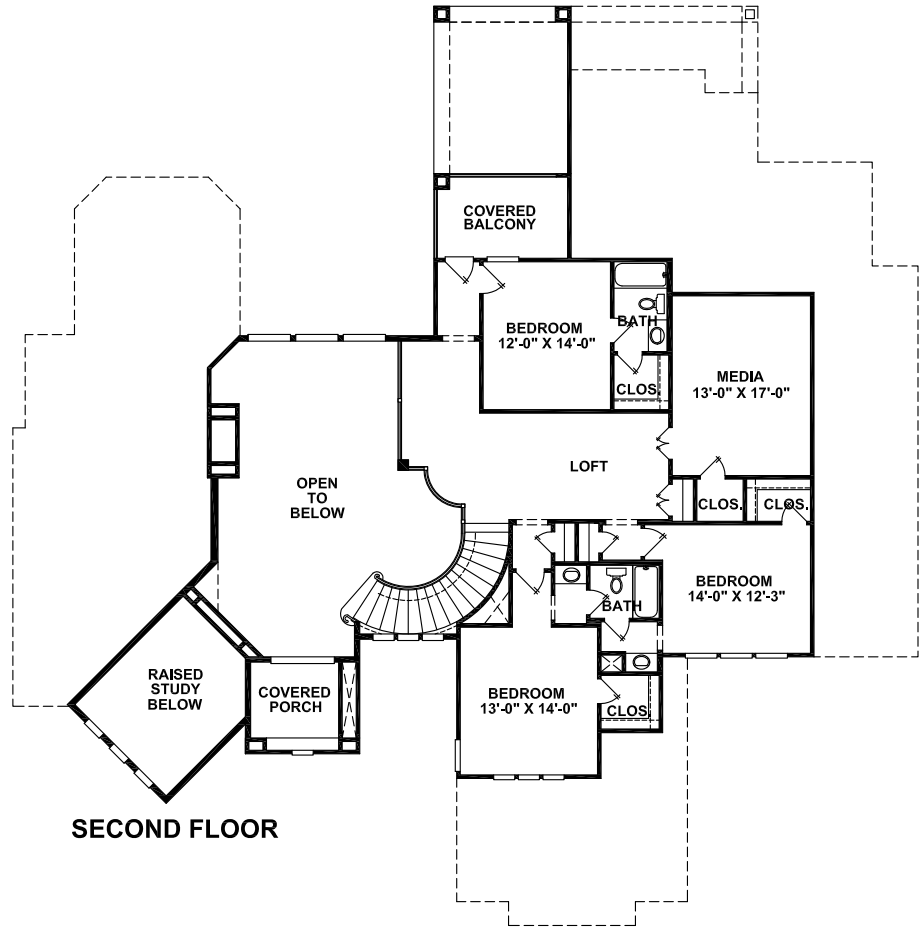 COVERED
BALCONY
BEDROOM
12'-0" X 14'-0"
BATH
CLOS.
MEDIA
13'-0" X 17'-0"
LOFT
OPEN
TO
BELOW
CLOS.
CLOS.
BEDROOM
14'-0" X 12'-3"
BATH
RAISED
STUDY
BELOW
COVERED
PORCH
BEDROOM
13'-0" X 14'-0"
CLOS.
SECOND FLOOR